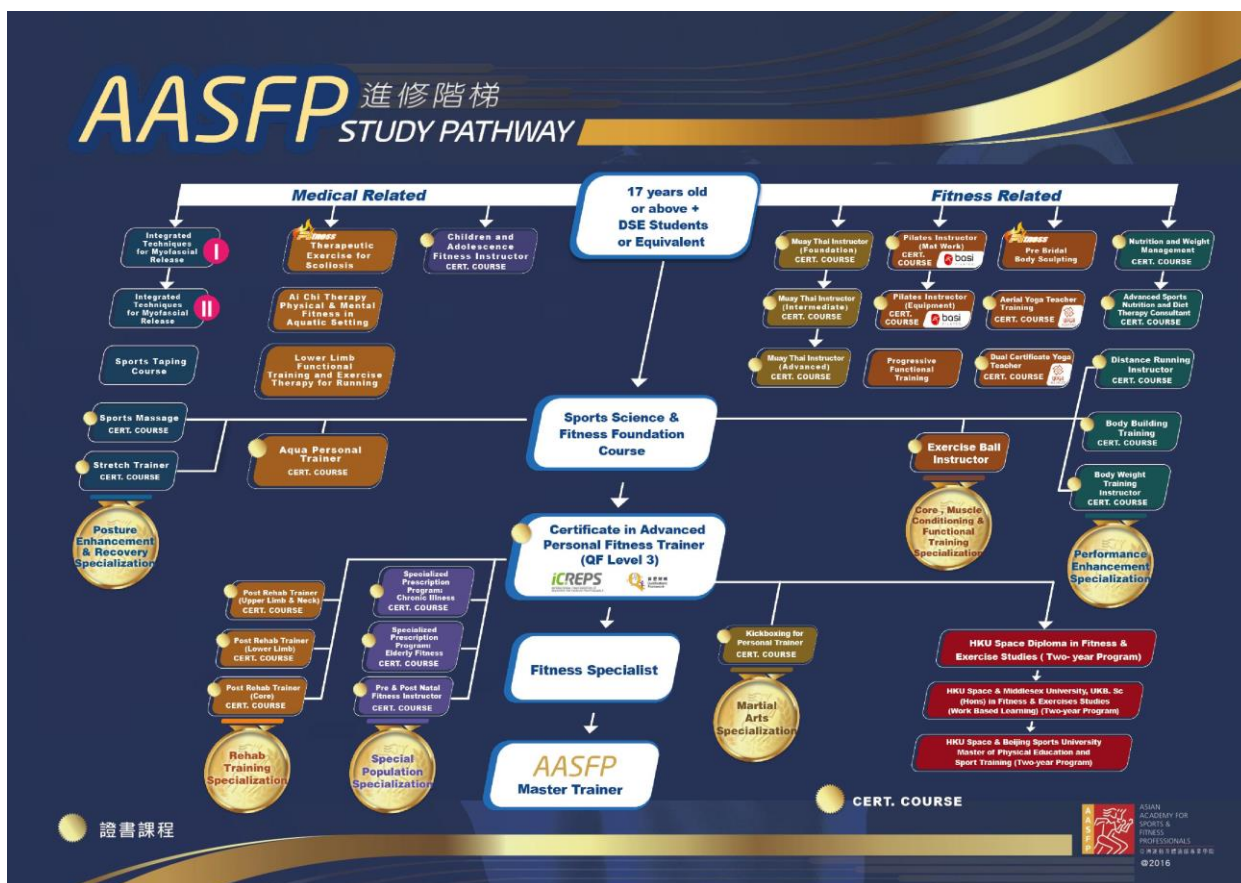 AASFP 進修階梯
STUDY PATHWAY
Medical Related
17 years old
or above +
DSE Students
or Equivalent
Fitness Related
Integrated
Techniques
for Myofascial
Release
I
Integrated
Techniques
for Myofascial
Release
II
Sports Taping
Course
Sports Massage
CERT. COURSE
Stretch Trainer
CERT. COURSE
Posture
Enhancement
& Recovery
Specialization
Fitness
Therapeutic
Exercise for
Scoliosis
Ai Chi Therapy
Physical & Mental
Fitness in
Aquatic Setting
Lower Limb
Functional
Training and Exercise
Therapy for Running
Aqua Personal
Trainer
CERT. COURSE
Children and
Adolescence
Fitness Instructor
CERT. COURSE
Muay Thai Instructor
(Foundation)
CERT. COURSE
Muay Thai Instructor
(Intermediate)
CERT. COURSE
Muay Thai Instructor
(Advanced)
CERT. COURSE
Pilates Instructor
(Mat Work)
CERT.
COURSE
basi
Pilates Instructor
(Equipment)
CERT.
COURSE
basi
Progressive
Functional
Training
Fitness
Pre Bridal
Body Sculpting
Aerial Yoga Teacher
Training
CERT. COURSE
Dual Certificate Yoga
Teacher
CERT. COURSE
Nutrition and Weight
Management
CERT. COURSE
Advanced Sports
Nutrition and Diet
Therapy Consultant
CERT. COURSE
Distance Running
Instructor
CERT. COURSE
Body Building
Training
CERT. COURSE
Body Weight
Training
Instructor
CERT. COURSE
Performance
Enhancement
Specialization
Sports Science &
Fitness Foundation
Course
Exercise Ball
Instructor
Core , Muscle
Conditioning &
Functional
Training
Specialization
Certificate in Advanced
Personal Fitness Trainer
(QF Level 3)
iCREPS
Post Rehab Trainer
(Upper Limb & Neck)
CERT. COURSE
Post Rehab Trainer
(Lower Limb)
CERT. COURSE
Post Rehab Trainer
(Core)
CERT. COURSE
Rehab
Training
Specialization
Specialized
Prescription
Program:
Chronic Illness
CERT. COURSE
Specialized
Prescription
Program:
Elderly Fitness
CERT. COURSE
Pre & Post Natal
Fitness Instructor
CERT. COURSE
Special
Population
Specialization
Fitness Specialist
AASFP
Master Trainer
Kickboxing for
Personal Trainer
CERT. COURSE
Martial
Arts
Specialization
HKU Space Diploma in Fitness &
Exercise Studies ( Two-year Program)
HKU Space & Middlesex University, UKB. Sc
(Hons) in Fitness & Exercises Studies
(Work Based Learning) (Two-year Program)
HKU Space & Beijing Sports University
Master of Physical Education and
Sport Training (Two-year Program)
證書課程
CERT. COURSE
AASFP
ASIAN
ACADEMY FOR
SPORTS &
FITNESS
PROFESSIONALS
@2016